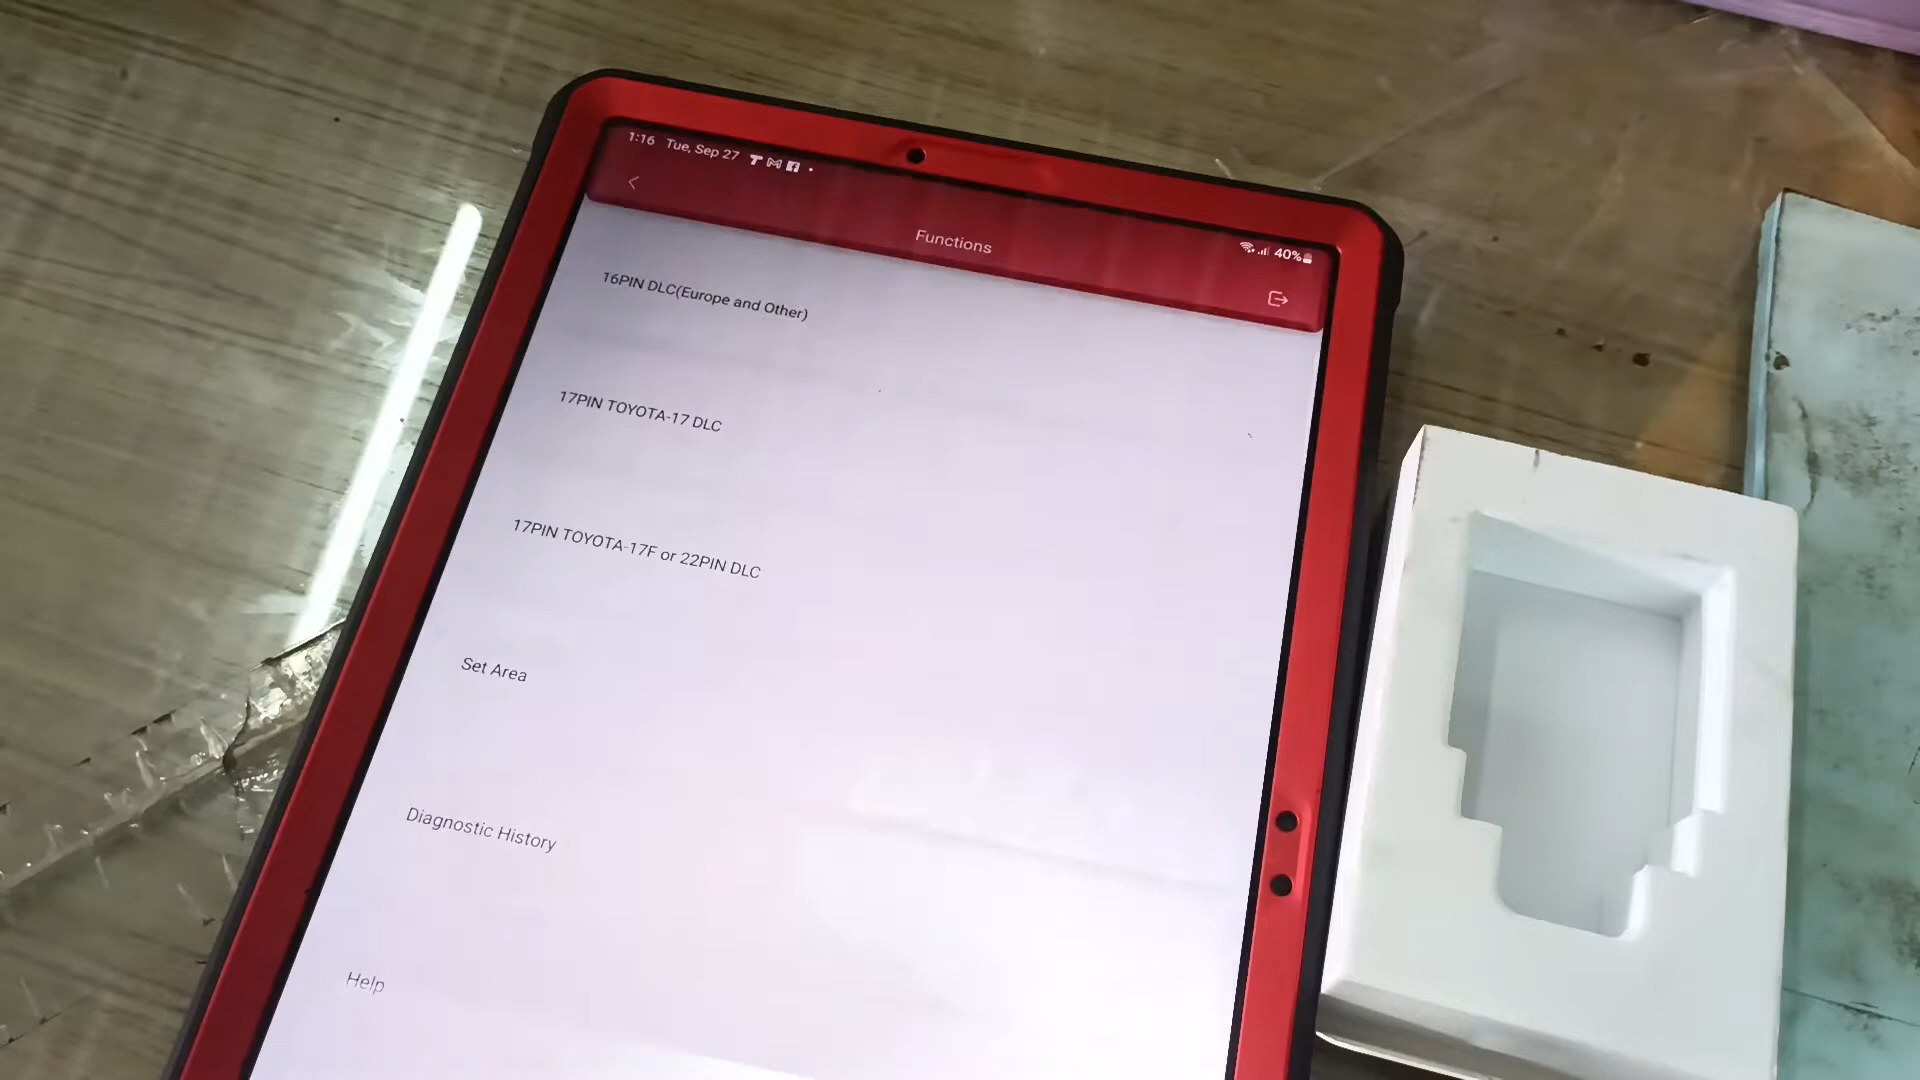 1:16 Tue, Sep 27
40%
Functions
16PIN DLC(Europe and Other)
17PIN TOYOTA-17 DLC
17PIN TOYOTA-17F or 22PIN DLC
Set Area
Diagnostic History
Help